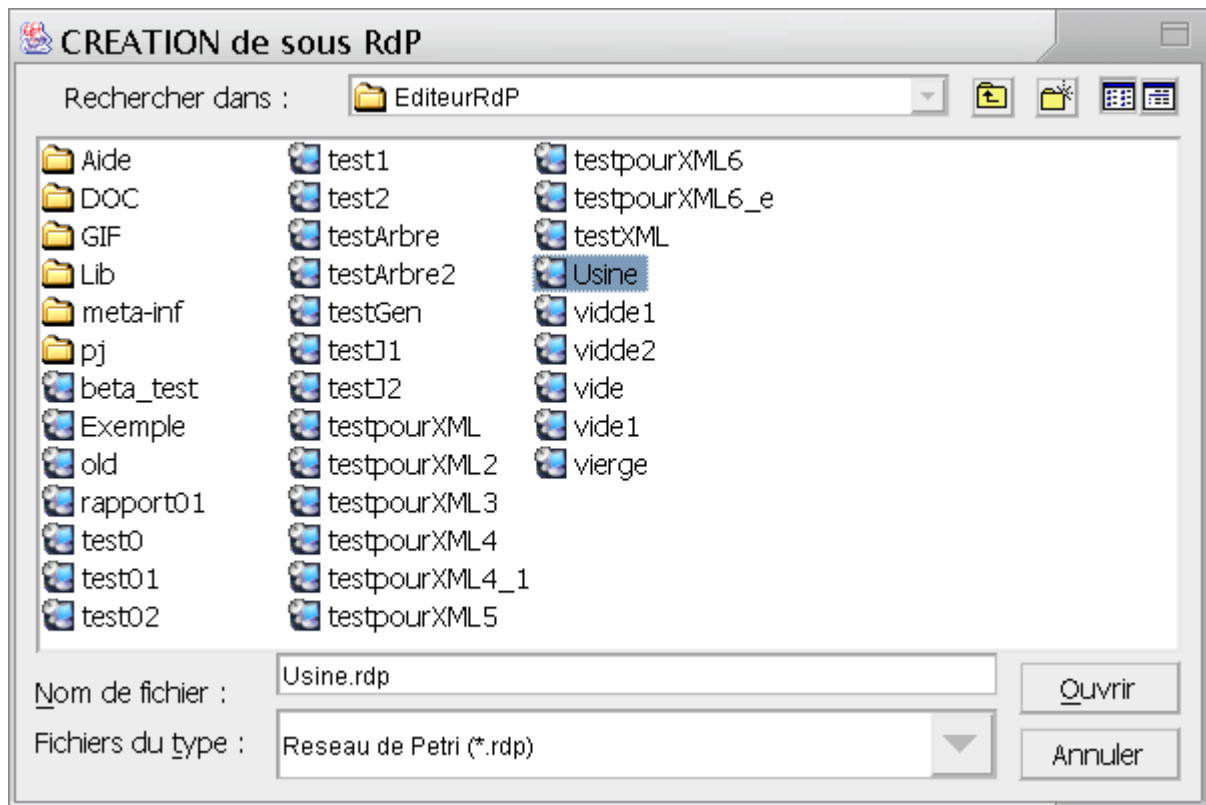 CREATION de sous RdP
Rechercher dans :
EditeurRdP
Aide
DOC
GIF
Lib
meta-inf
pj
beta_test
Exemple
old
rapport01
test0
test01
test02
test1
test2
testArbre
testArbre2
testGen
testJ1
testJ2
testpourXML
testpourXML2
testpourXML3
testpourXML4
testpourXML4_1
testpourXML5
testpourXML6
testpourXML6_e
testXML
Usine
vidde1
vidde2
vide
vide1
vierge
Nom de fichier :
Usine.rdp
Ouvrir
Fichiers du type :
Reseau de Petri (*.rdp)
Annuler